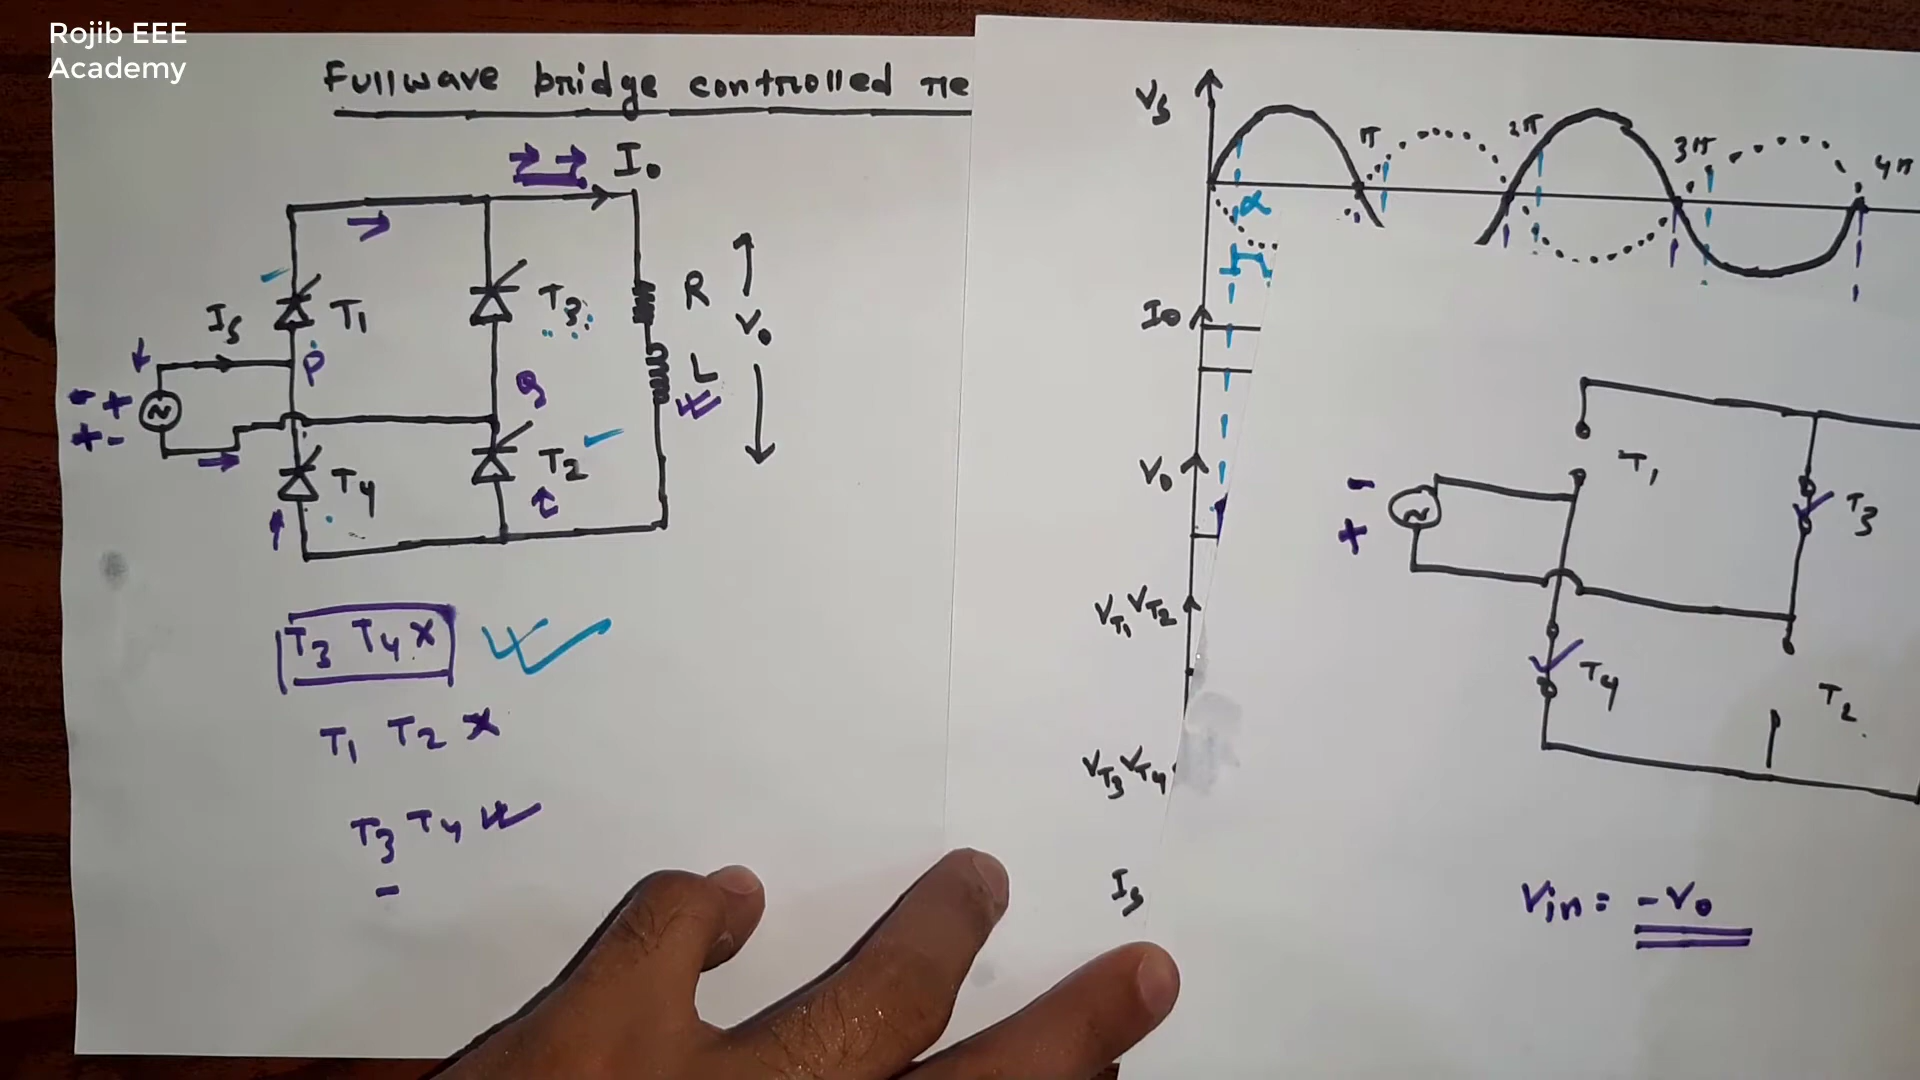 Rojib EEE
Academy
Fullwave bridge controlled re
I₀
Is
T1
T3
P
Q
R
L
V₀
- +
+ -
T4
T2
T3 T4 x
T1 T2 x
T3 T4
-
Vs
π
2π
3π
4π
α
I₀
V₀
VT1 VT2
VT3 VT4
Is
T1
T3
-
+
T4
T2
Vin = -V₀